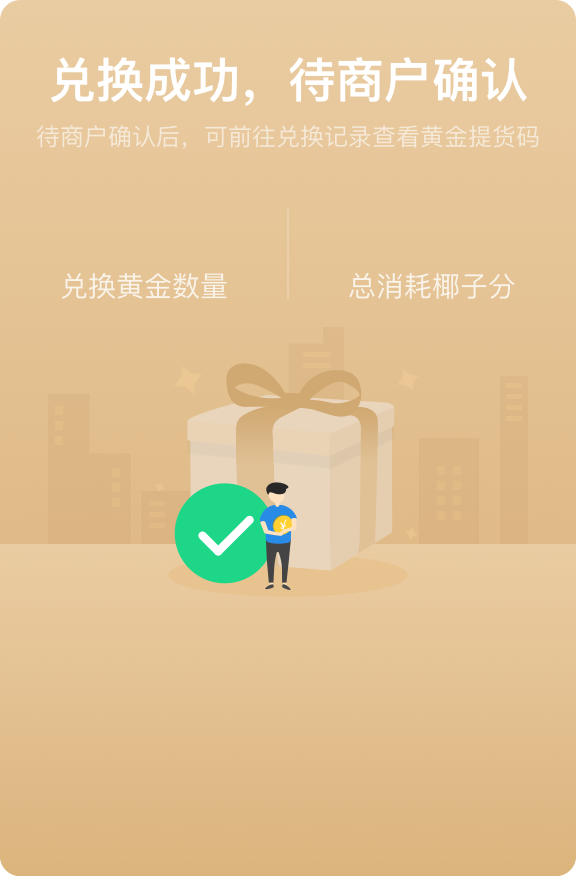 兑换成功，待商户确认
待商户确认后，可前往兑换记录查看黄金提货码
兑换黄金数量
总消耗椰子分
¥